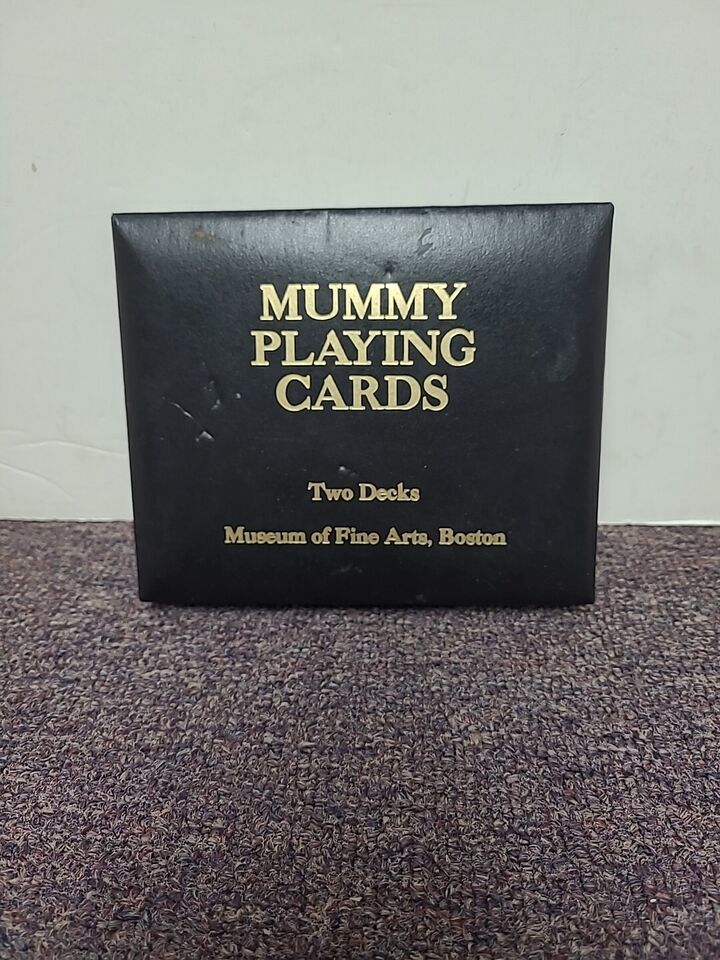 MUMMY
PLAYING
CARDS
Two Decks
Museum of Fine Arts, Boston